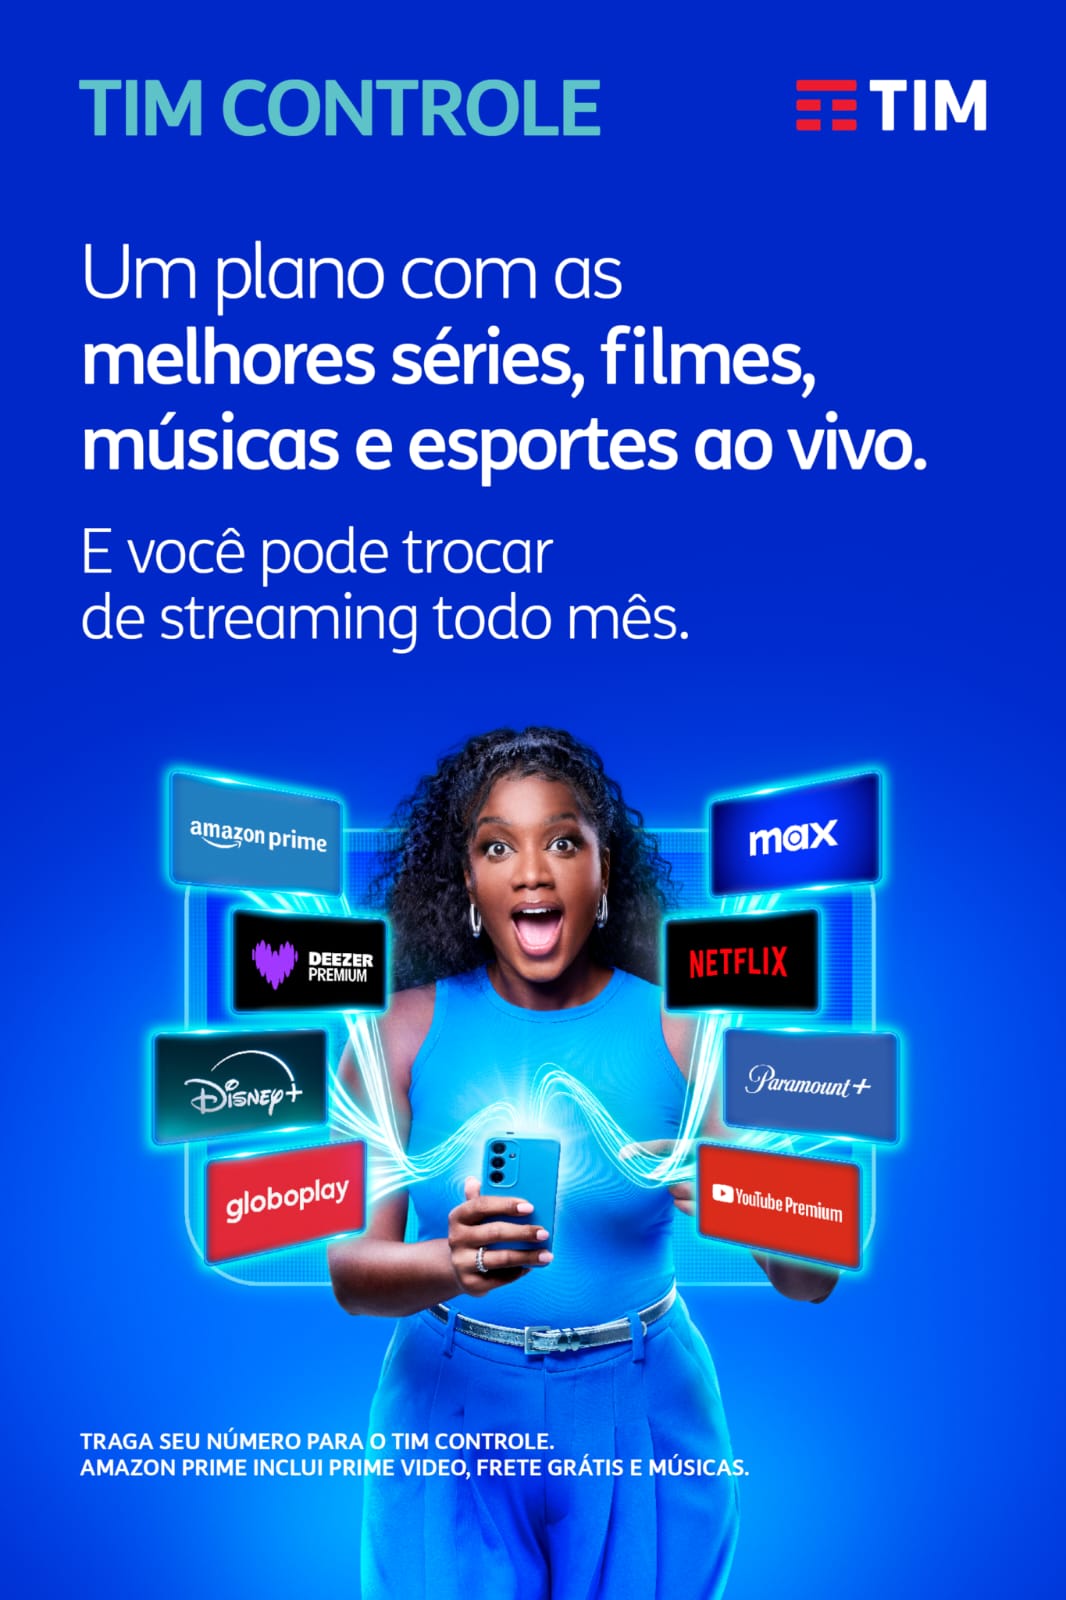 TIM CONTROLE
TIM
Um plano com as
melhores séries, filmes,
músicas e esportes ao vivo.
E você pode trocar
de streaming todo mês.
amazon prime
max
DEEZER
PREMIUM
NETFLIX
Disney+
Paramount+
globoplay
YouTube Premium
TRAGA SEU NÚMERO PARA O TIM CONTROLE.
AMAZON PRIME INCLUI PRIME VIDEO, FRETE GRÁTIS E MÚSICAS.